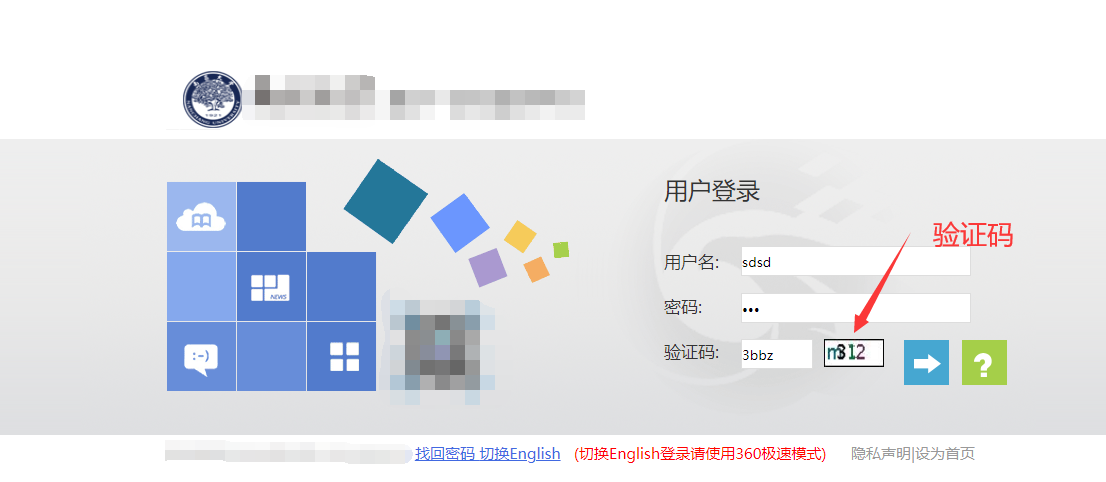 用户登录
验证码
用户名: sdsd
密码: •••
验证码: 3bbz m312
NEWS
:-)
找回密码 切换English (切换English登录请使用360极速模式) 隐私声明|设为首页